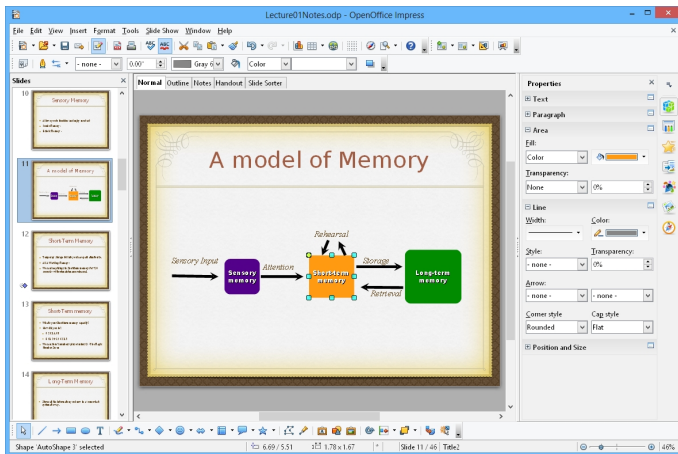 Lecture01Notes.odp - OpenOffice Impress
File Edit View Insert Format Tools Slide Show Window Help
- none - 0.00" Gray 6 Color
Slides
Normal Outline Notes Handout Slide Sorter
10
Sensory Memory
11
A model of Memory
12
Short-Term Memory
13
Short-Term memory
14
Long-Term Memory
A model of Memory
Rehearsal
Sensory Input
Attention
Storage
Retrieval
Sensory
memory
Short-term
memory
Long-term
memory
Properties
Text
Paragraph
Area
Fill:
Color
Transparency:
None 0%
Line
Width: Color:
Style: Transparency:
- none - 0%
Arrow:
- none - - none -
Corner style Cap style
Rounded Flat
Position and Size
Shape 'AutoShape 3' selected 6.69 / 5.51 1.78 x 1.67 * Slide 11 / 46 Title2 46%